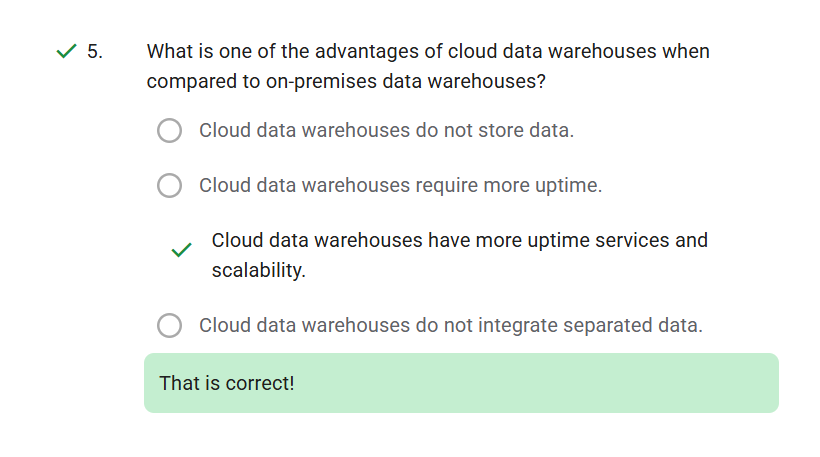 5. What is one of the advantages of cloud data warehouses when
compared to on-premises data warehouses?
Cloud data warehouses do not store data.
Cloud data warehouses require more uptime.
Cloud data warehouses have more uptime services and
scalability.
Cloud data warehouses do not integrate separated data.
That is correct!